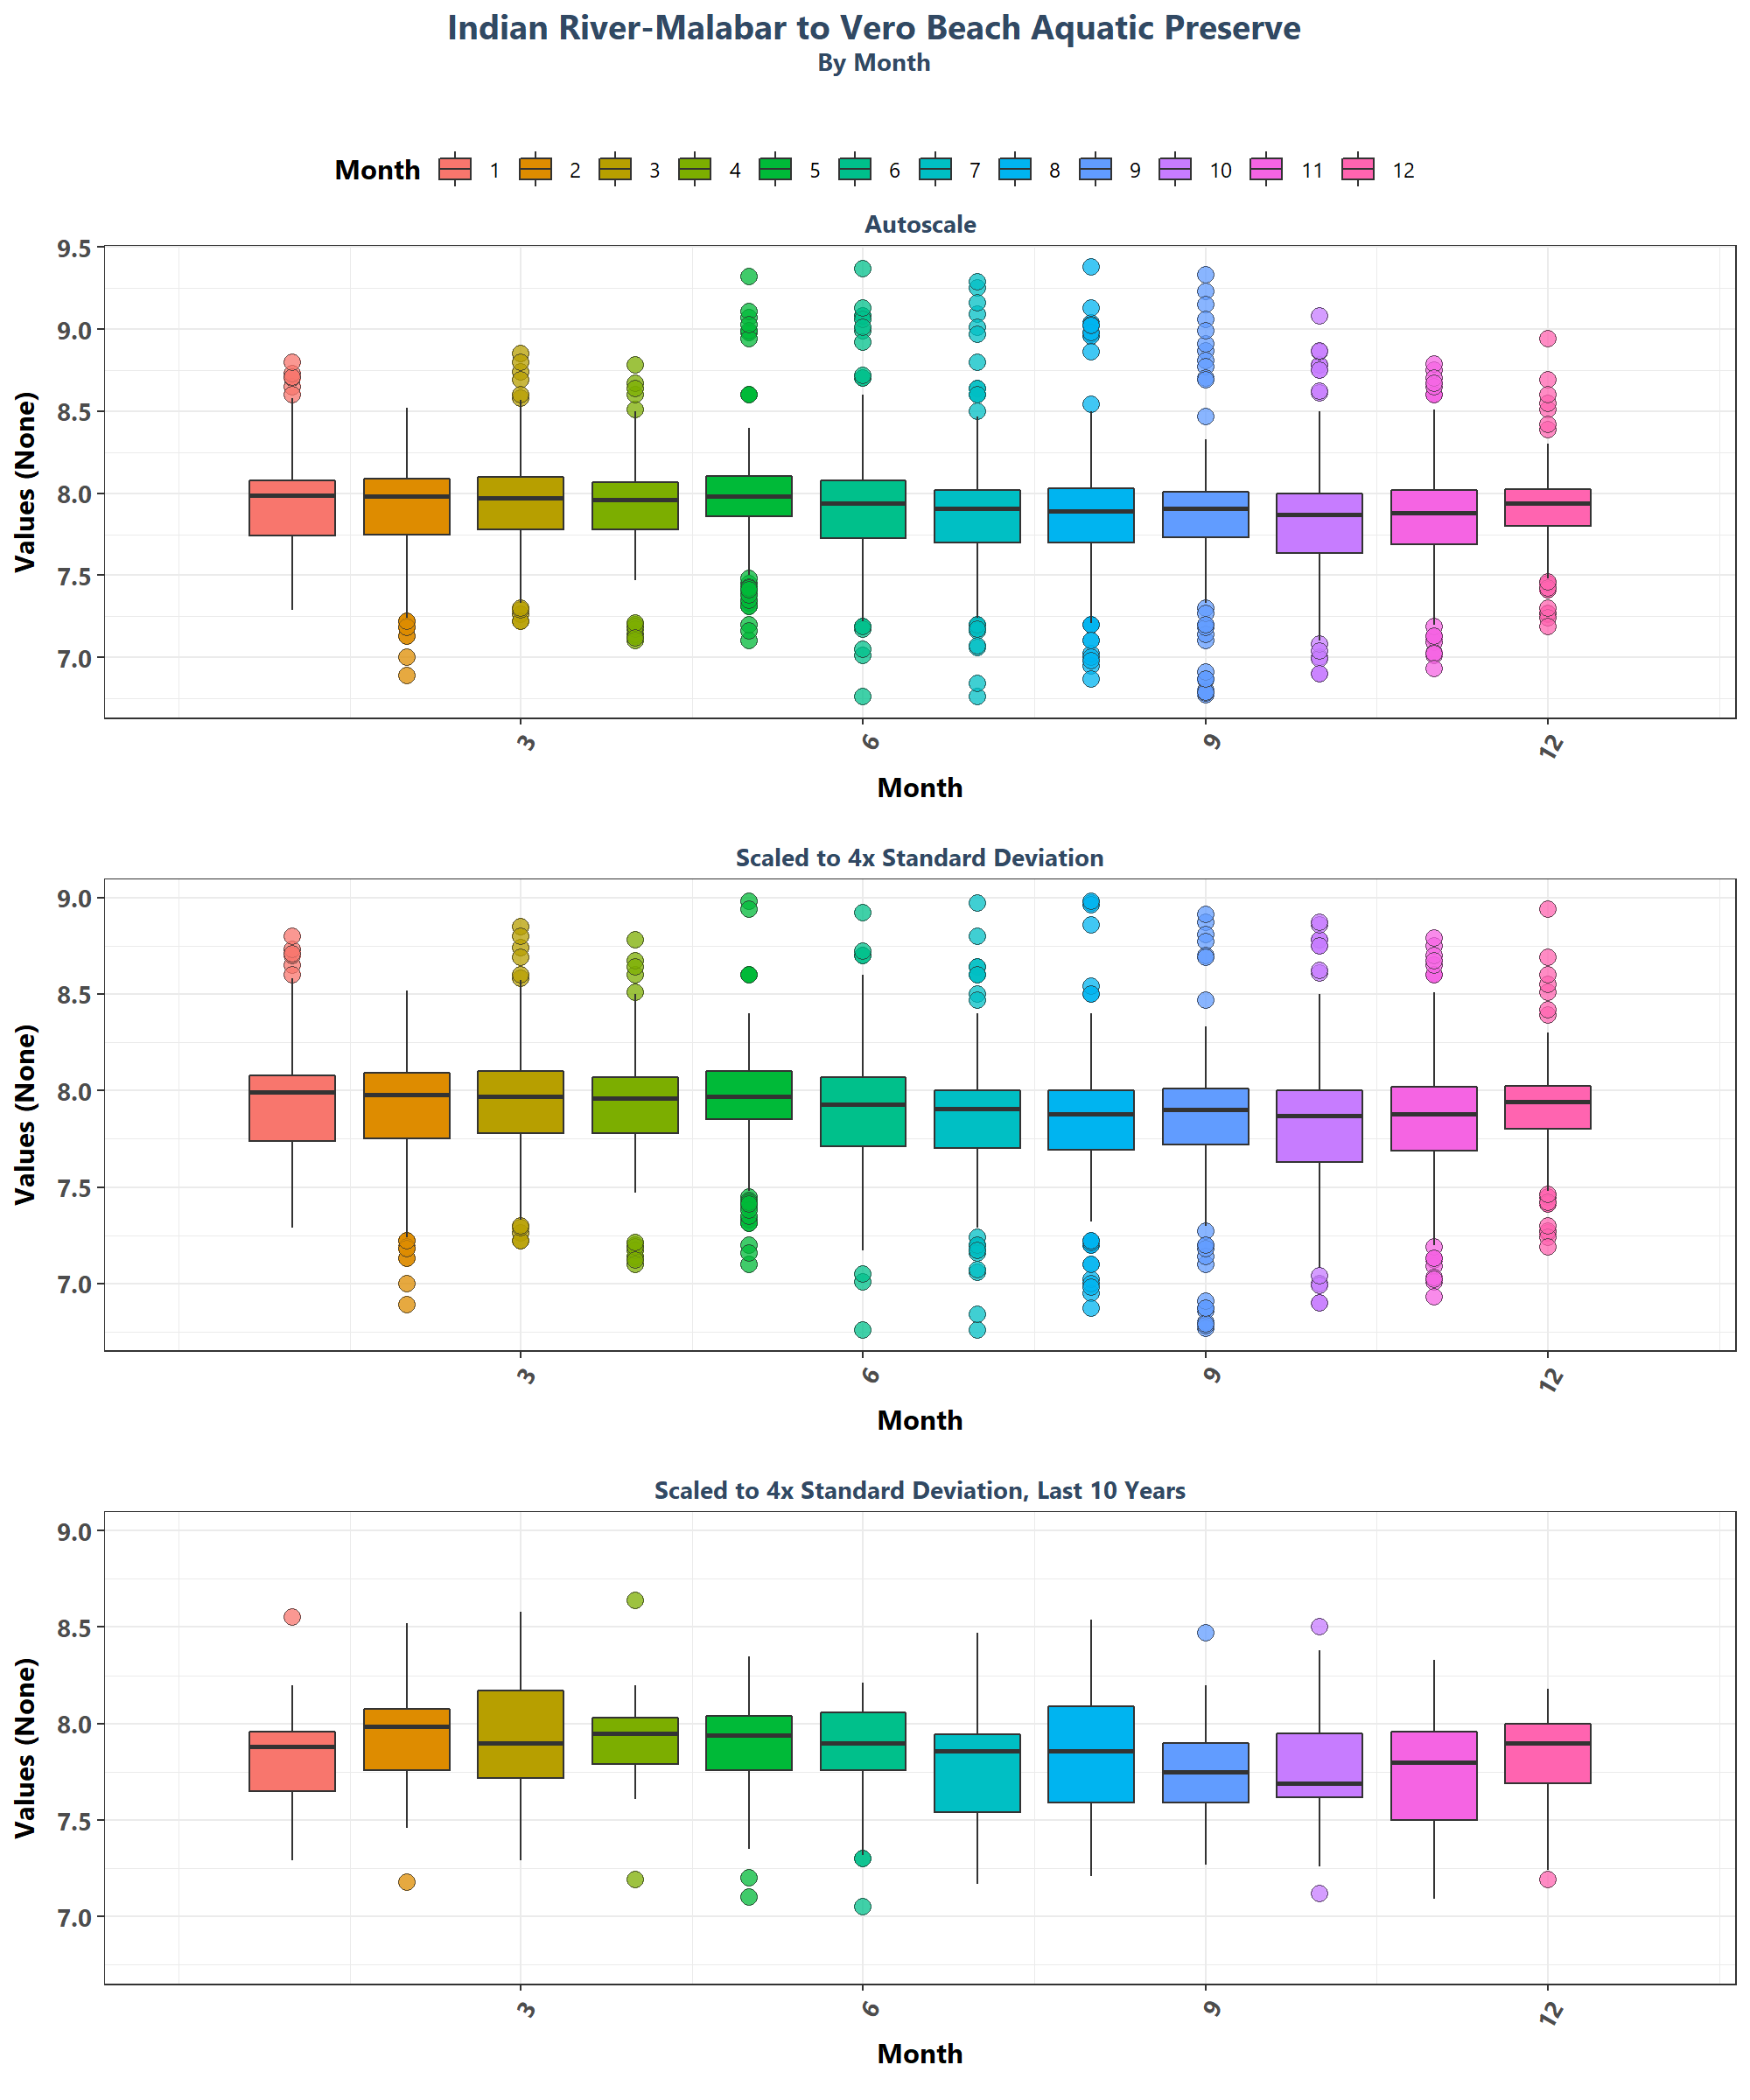 Indian River-Malabar to Vero Beach Aquatic Preserve
By Month
Month 1 2 3 4 5 6 7 8 9 10 11 12
Autoscale
Values (None)
9.5
9.0
8.5
8.0
7.5
7.0
3 6 9 12
Month
Scaled to 4x Standard Deviation
Values (None)
9.0
8.5
8.0
7.5
7.0
3 6 9 12
Month
Scaled to 4x Standard Deviation, Last 10 Years
Values (None)
9.0
8.5
8.0
7.5
7.0
3 6 9 12
Month